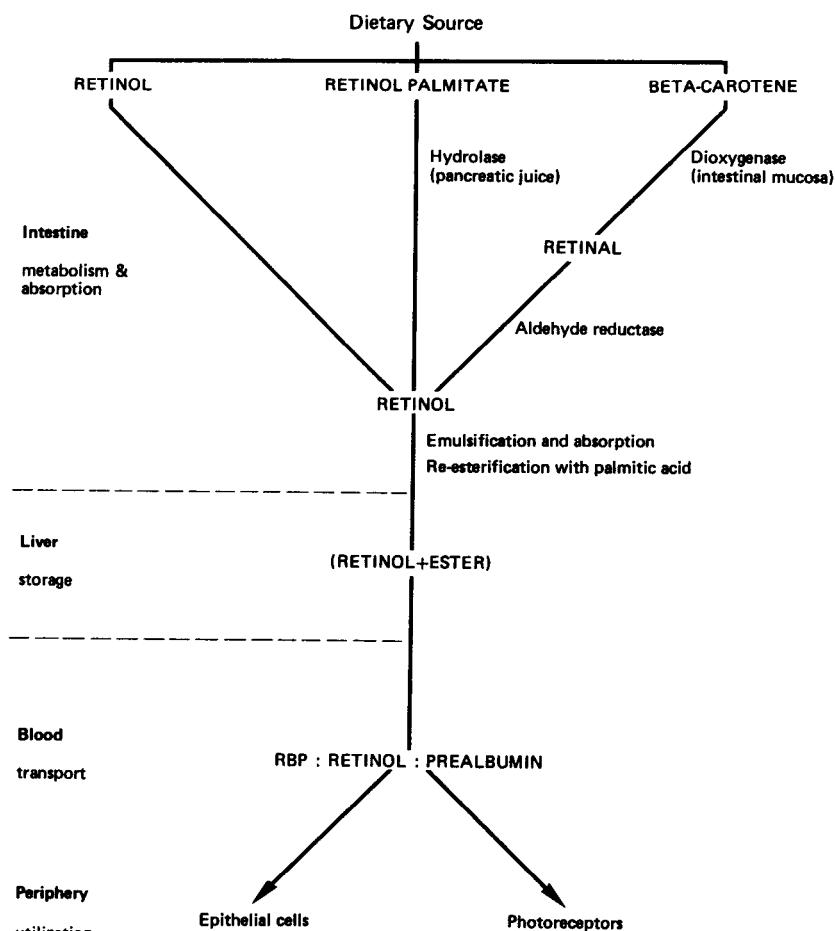 Dietary Source
RETINOL RETINOL PALMITATE BETA-CAROTENE
Hydrolase
(pancreatic juice)
Dioxygenase
(intestinal mucosa)
Intestine
metabolism &
absorption
RETINAL
Aldehyde reductase
RETINOL
Emulsification and absorption
Re-esterification with palmitic acid
Liver
storage
(RETINOL+ESTER)
Blood
transport
RBP : RETINOL : PREALBUMIN
Periphery
utilization
Epithelial cells Photoreceptors